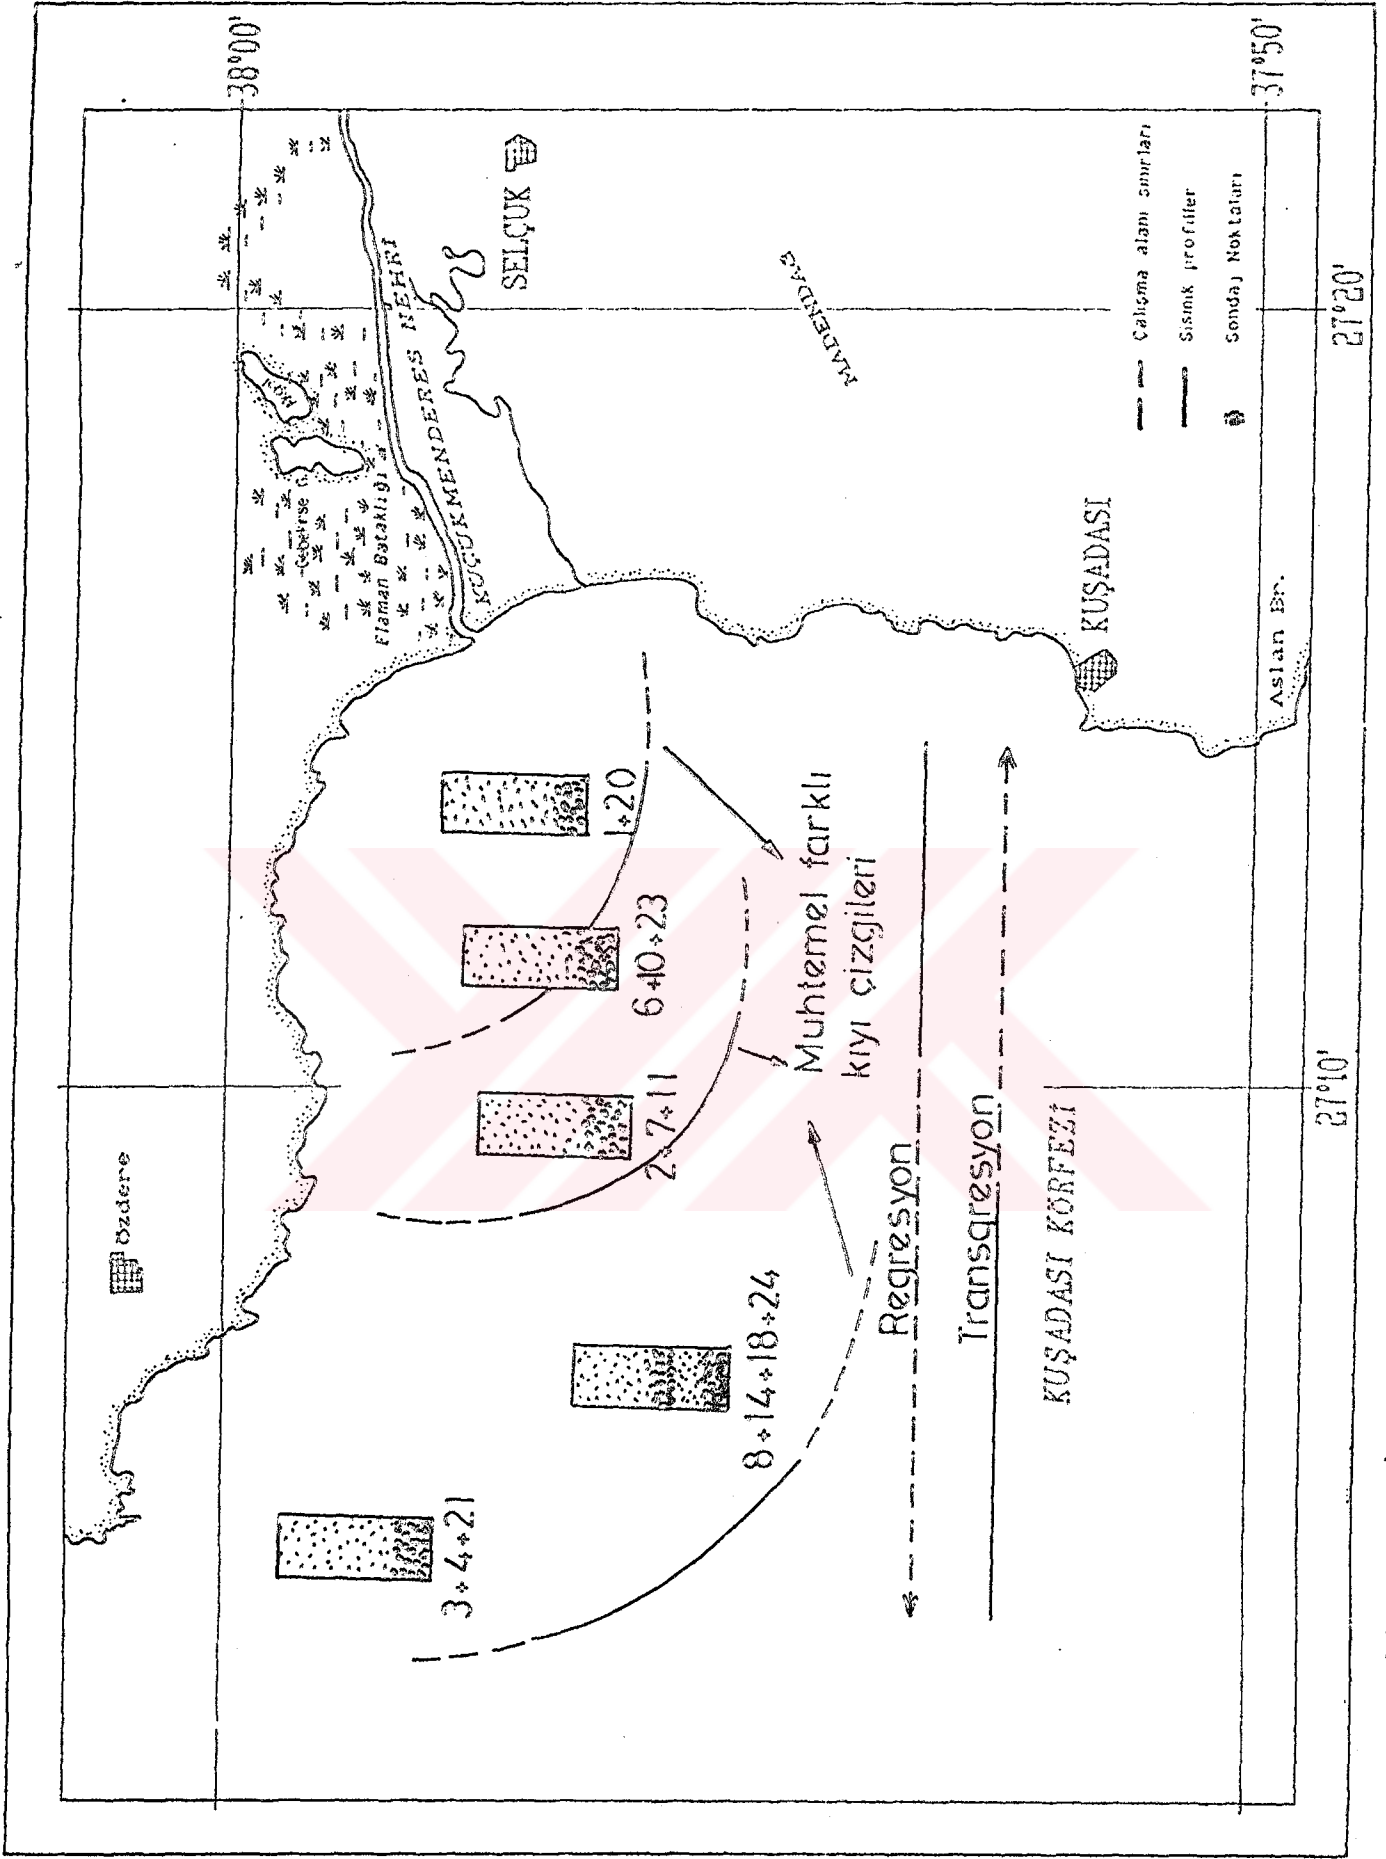 38°00'
37°50'
27°20'
27°10'
Özdere
SELÇUK
KÜÇÜKMENDERES NEHRİ
Flaman Bataklığı
MADENDAĞ
KUŞADASI
Aslan Br.
Çalışma alanı sınırları
Sismik profiller
Sondaj Noktaları
1+20
6+10+23
2+7+11
8+14+18+24
3+4+21
Muhtemel farklı
kıyı çizgileri
Regresyon
Transgresyon
KUŞADASI KÖRFEZİ